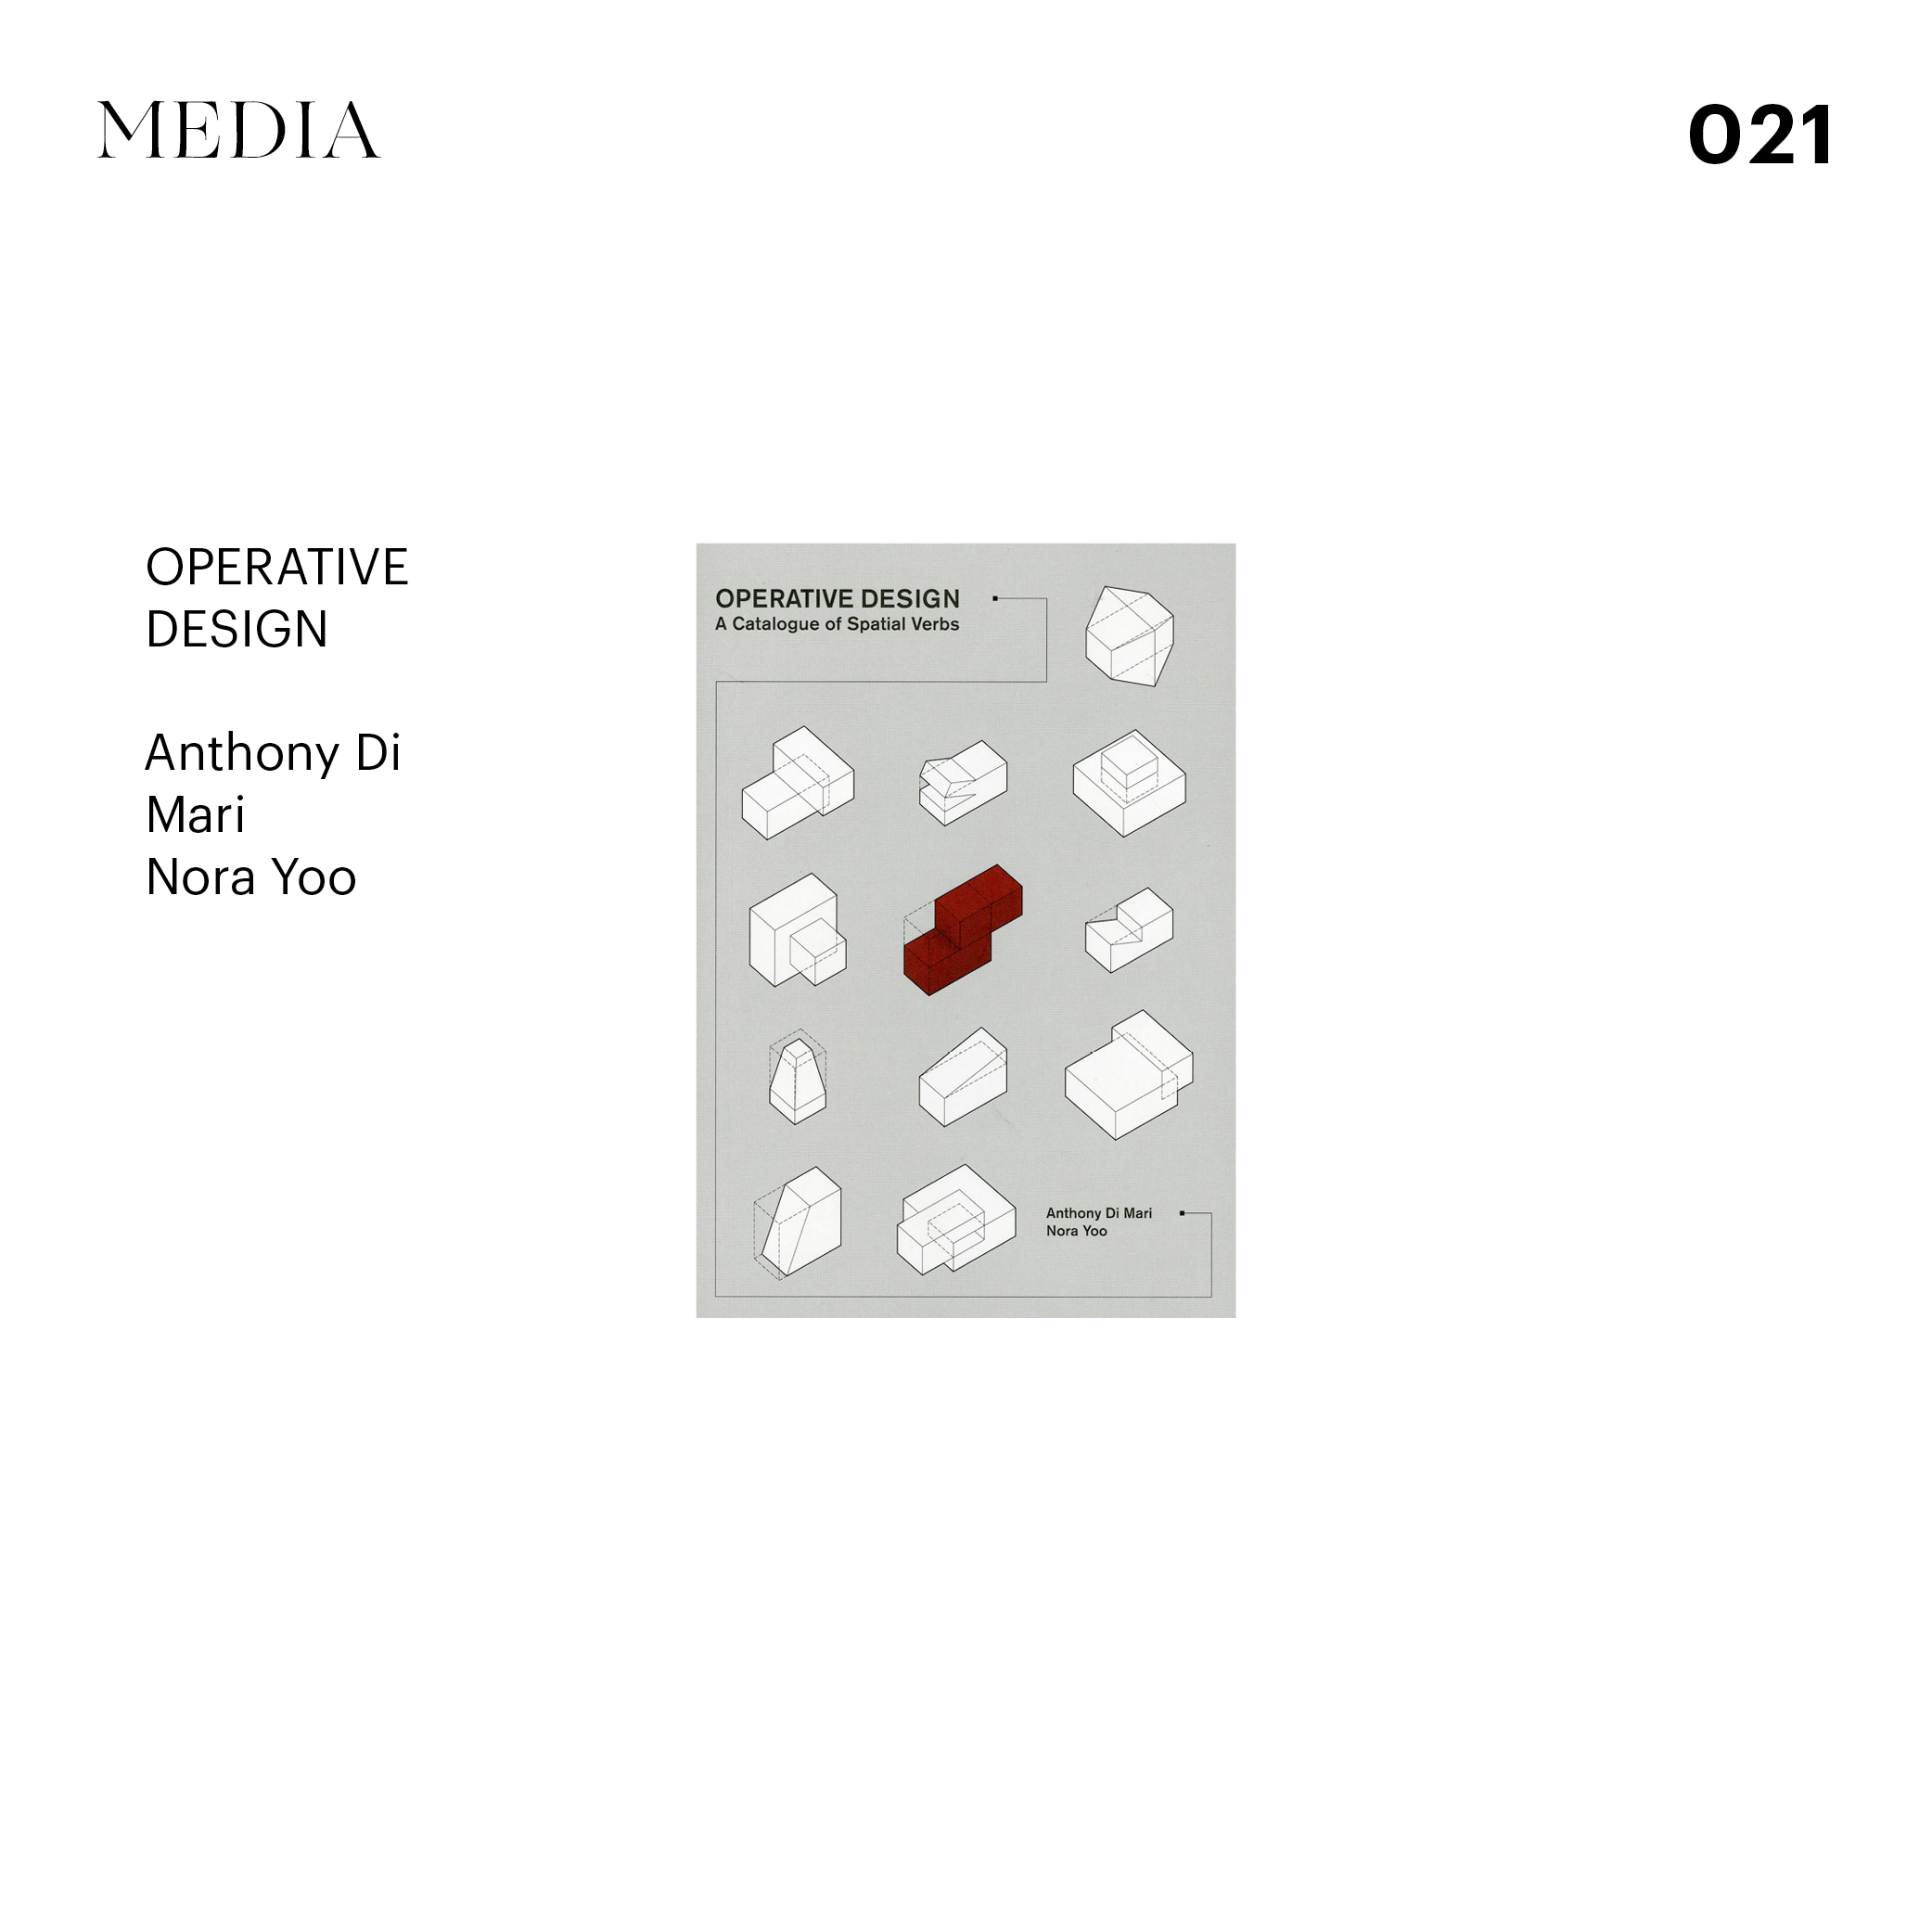 MEDIA
021
OPERATIVE
DESIGN
Anthony Di
Mari
Nora Yoo
OPERATIVE DESIGN
A Catalogue of Spatial Verbs
Anthony Di Mari
Nora Yoo